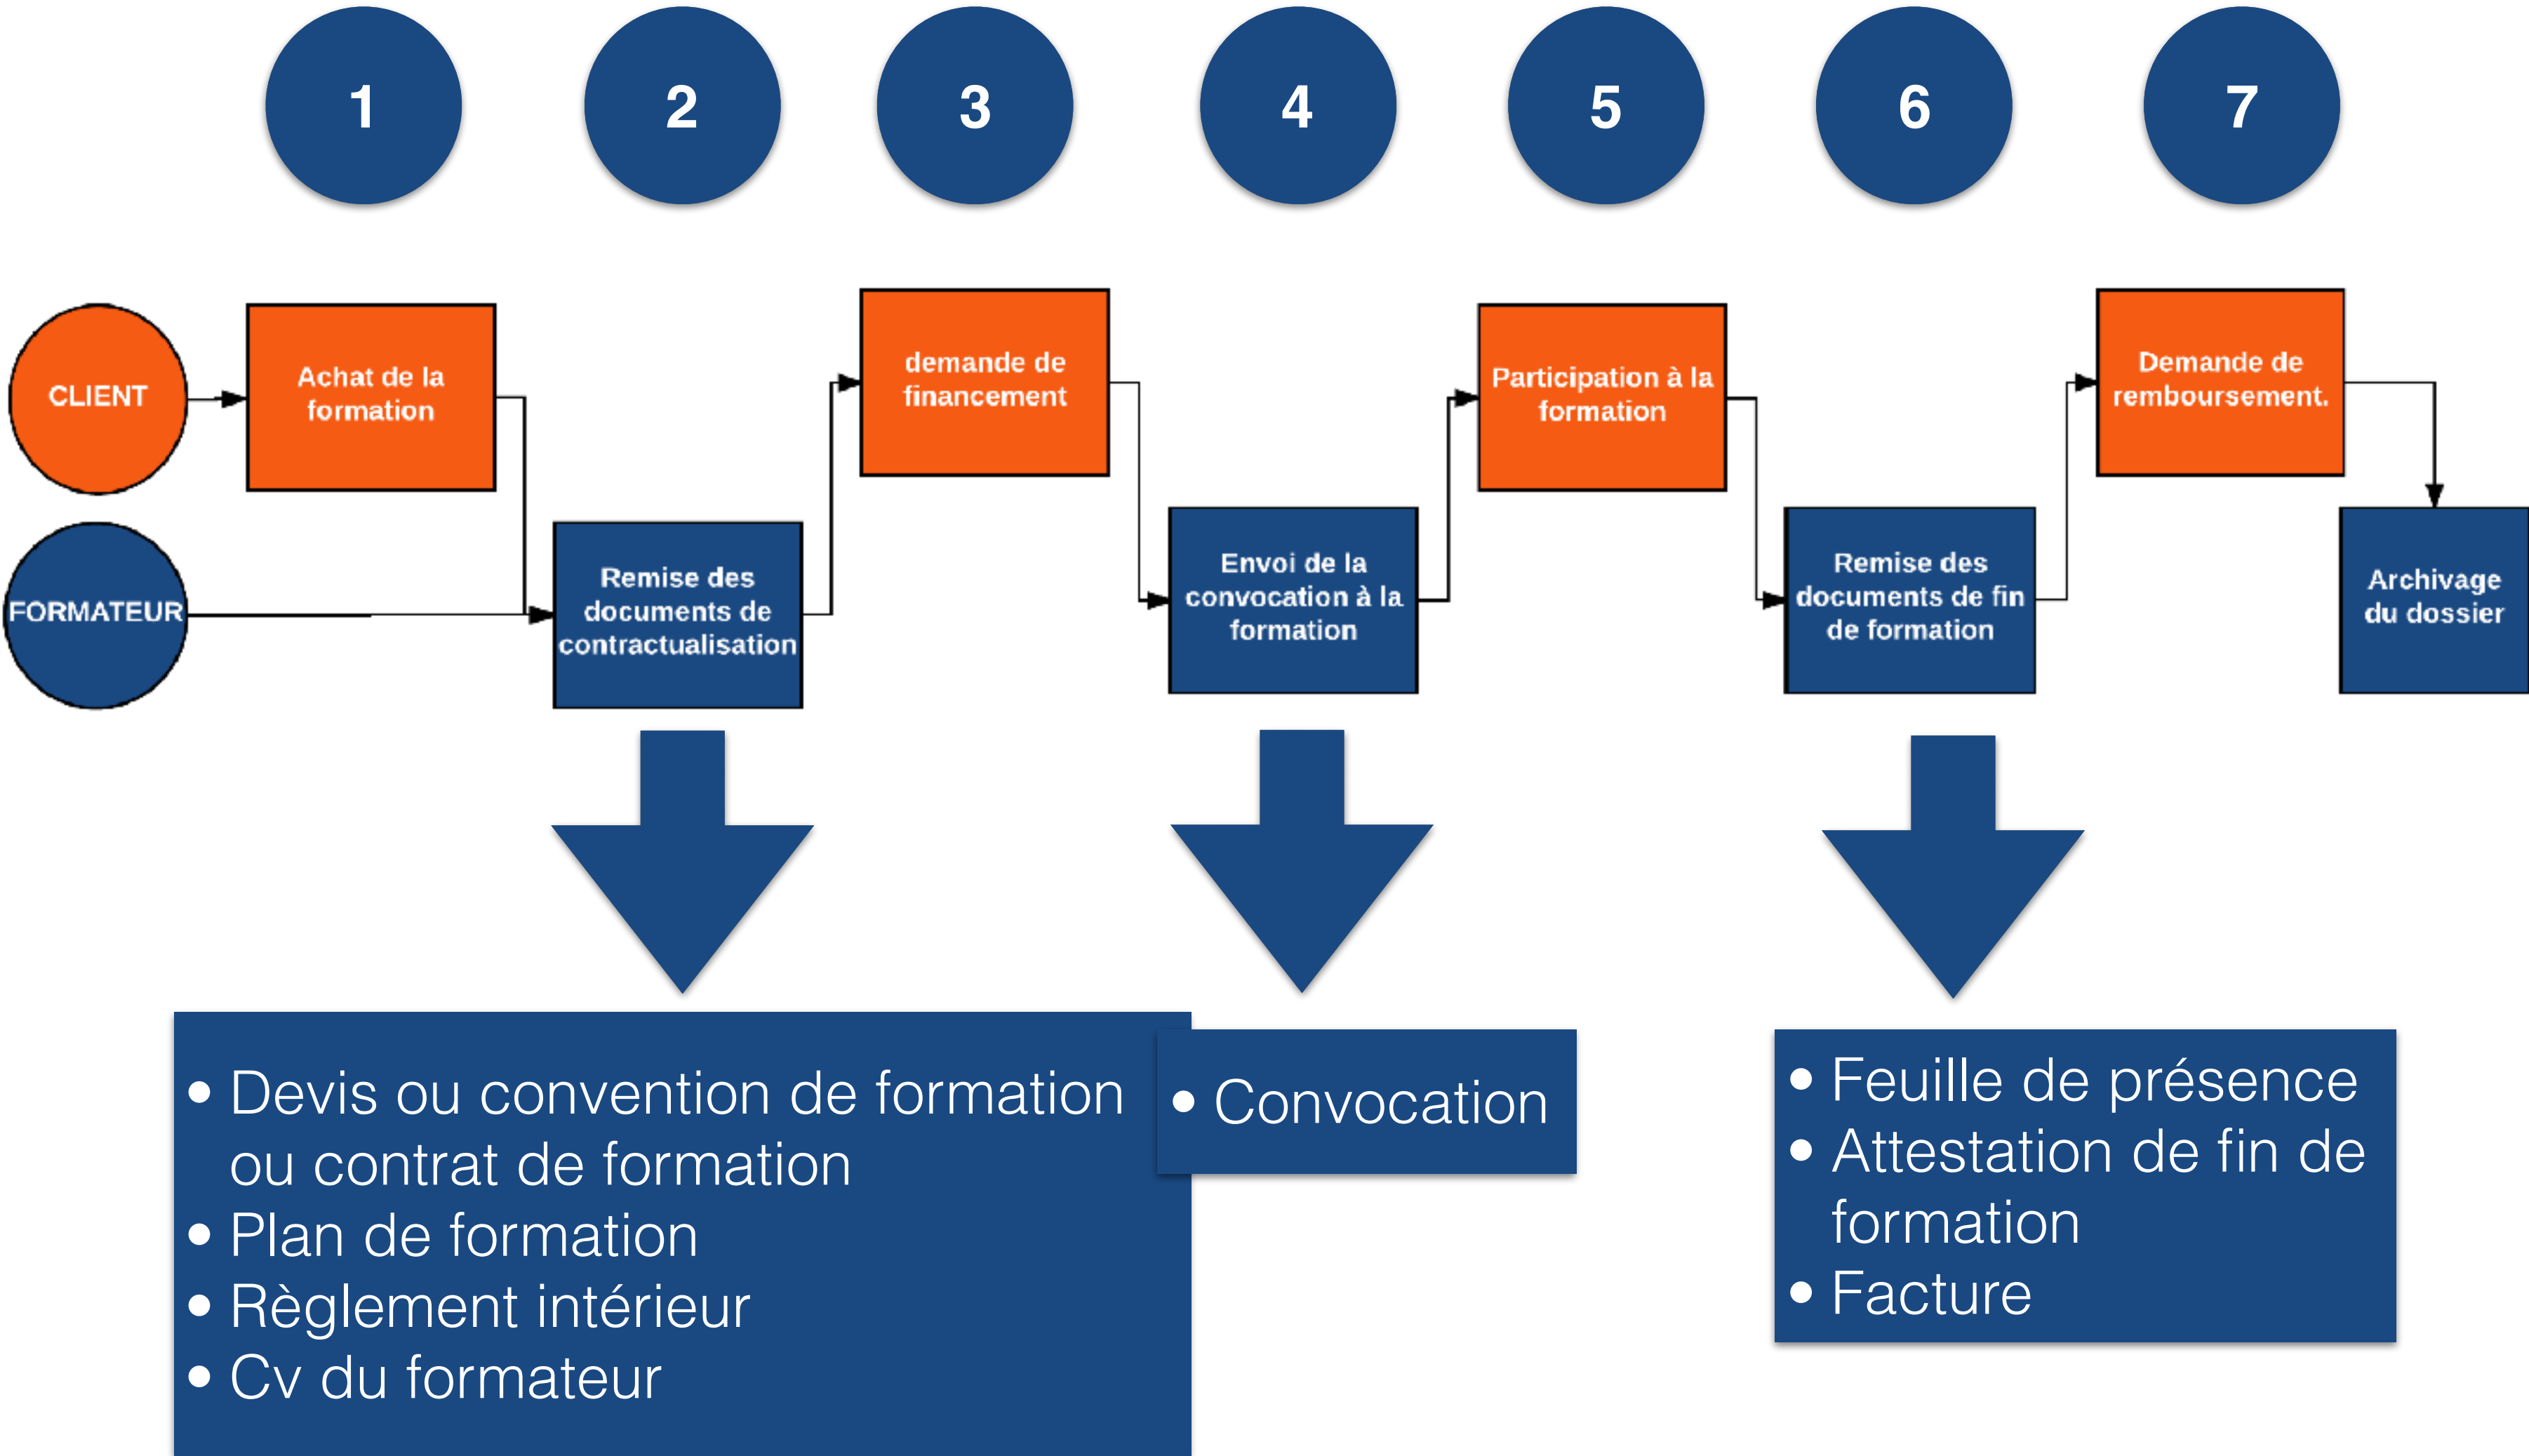 1
2
3
4
5
6
7
CLIENT
Achat de la
formation
demande de
financement
Participation à la
formation
Demande de
remboursement.
FORMATEUR
Remise des
documents de
contractualisation
Envoi de la
convocation à la
formation
Remise des
documents de fin
de formation
Archivage
du dossier
• Devis ou convention de formation
ou contrat de formation
• Plan de formation
• Règlement intérieur
• Cv du formateur
• Convocation
• Feuille de présence
• Attestation de fin de
formation
• Facture